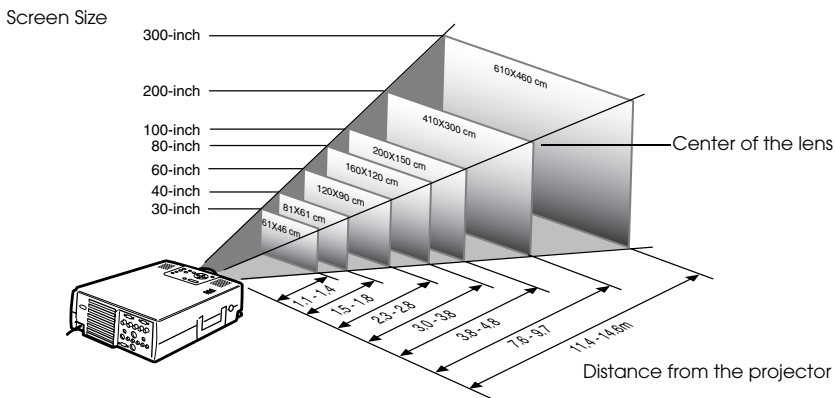 Screen Size
300-inch
200-inch
100-inch
80-inch
60-inch
40-inch
30-inch
610X460 cm
410X300 cm
200X150 cm
160X120 cm
120X90 cm
81X61 cm
61X46 cm
Center of the lens
1.1 - 1.4
1.5 - 1.8
2.3 - 2.8
3.0 - 3.8
3.8 - 4.8
7.6 - 9.7
11.4 - 14.6m
Distance from the projector